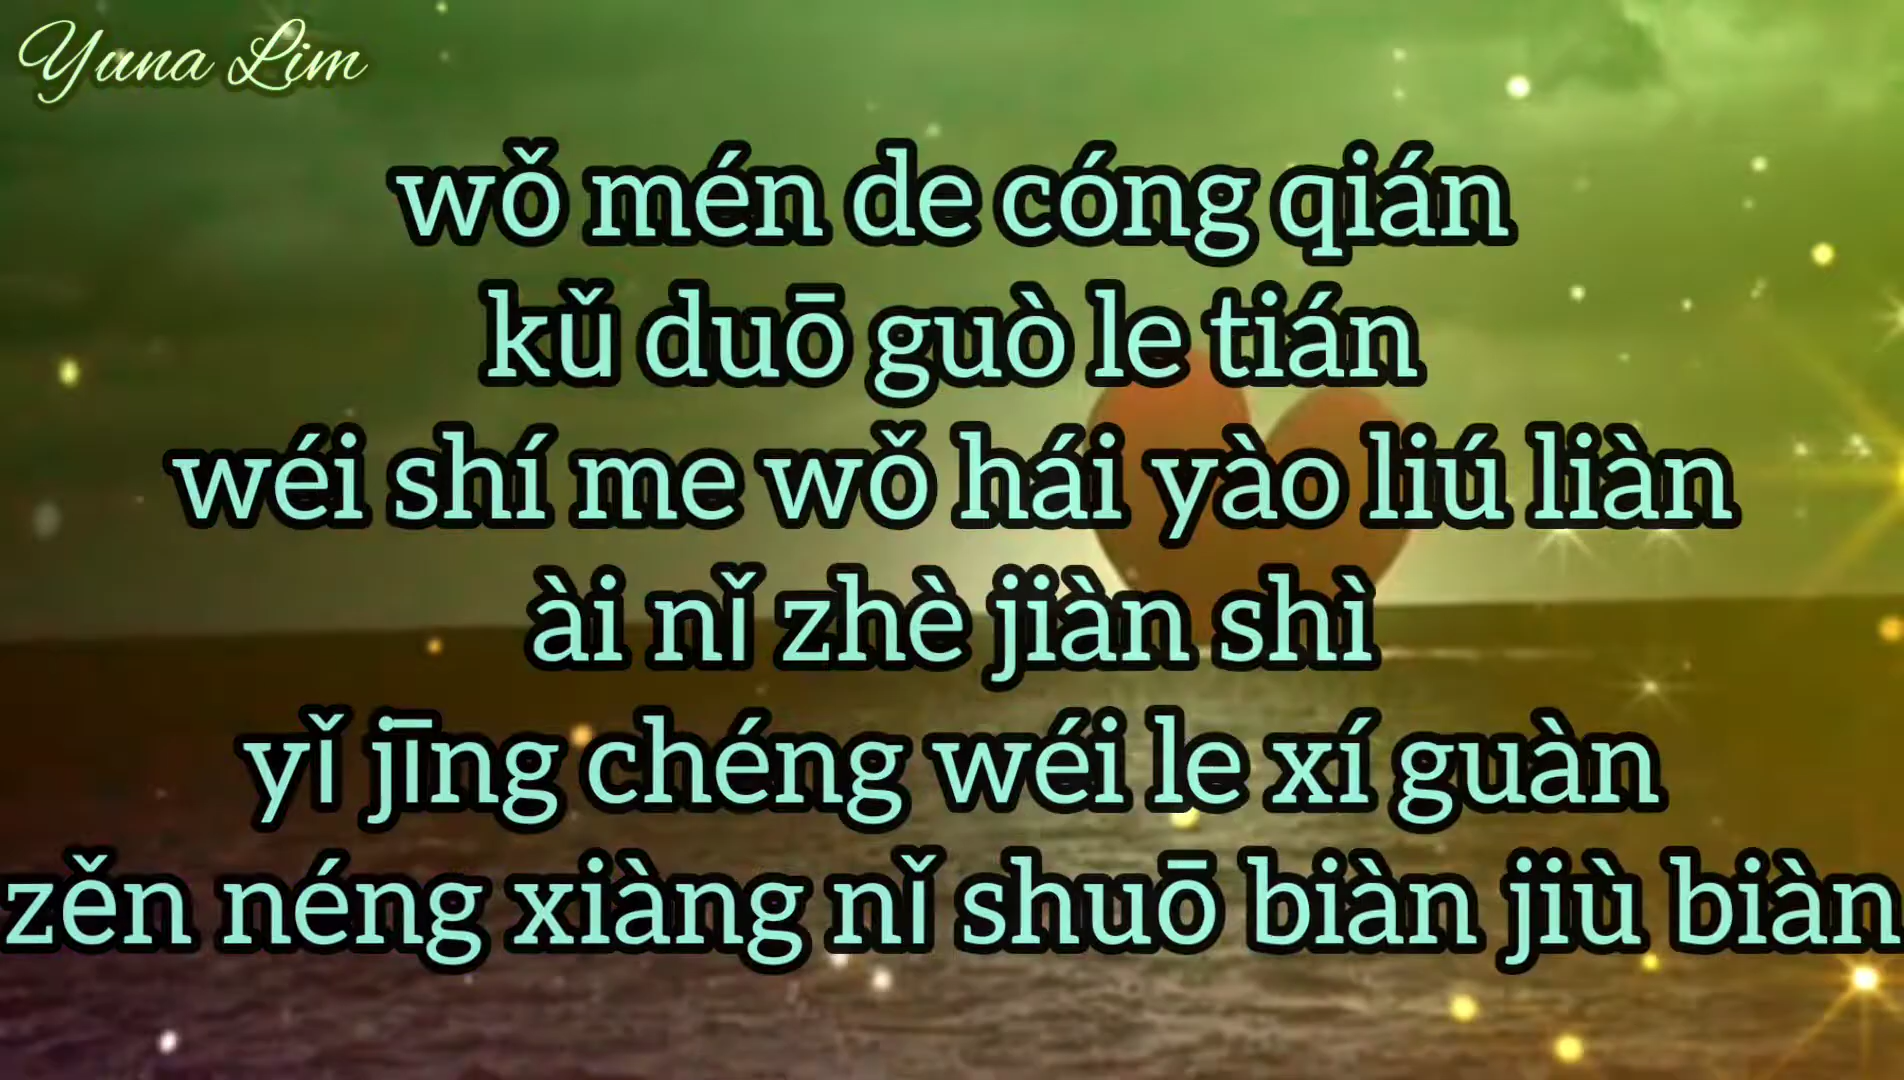 Yuna Lim
wǒ mén de cóng qián
kǔ duō guò le tián
wéi shí me wǒ hái yào liú liàn
ài nǐ zhè jiàn shì
yǐ jīng chéng wéi le xí guàn
zěn néng xiàng nǐ shuō biàn jiù biàn